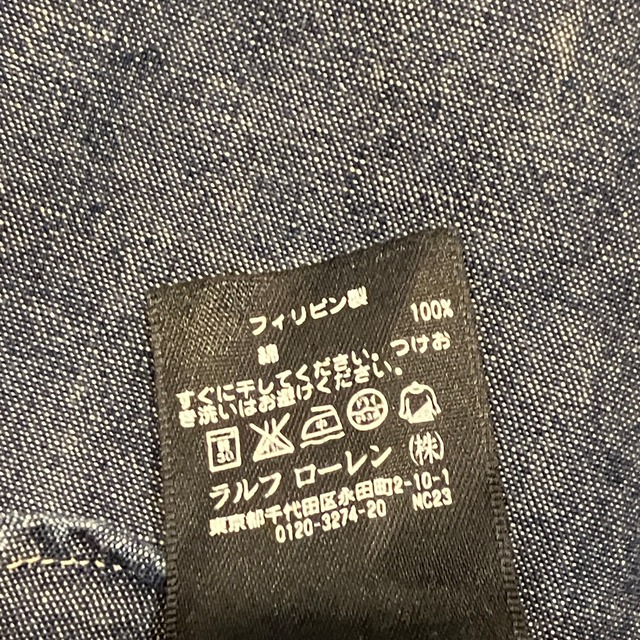 フィリピン製
綿 100%
すぐに干してください。つけお
き洗いはお避けください。
中
ラルフ ローレン (株)
東京都千代田区永田町2-10-1
0120-3274-20 NC23